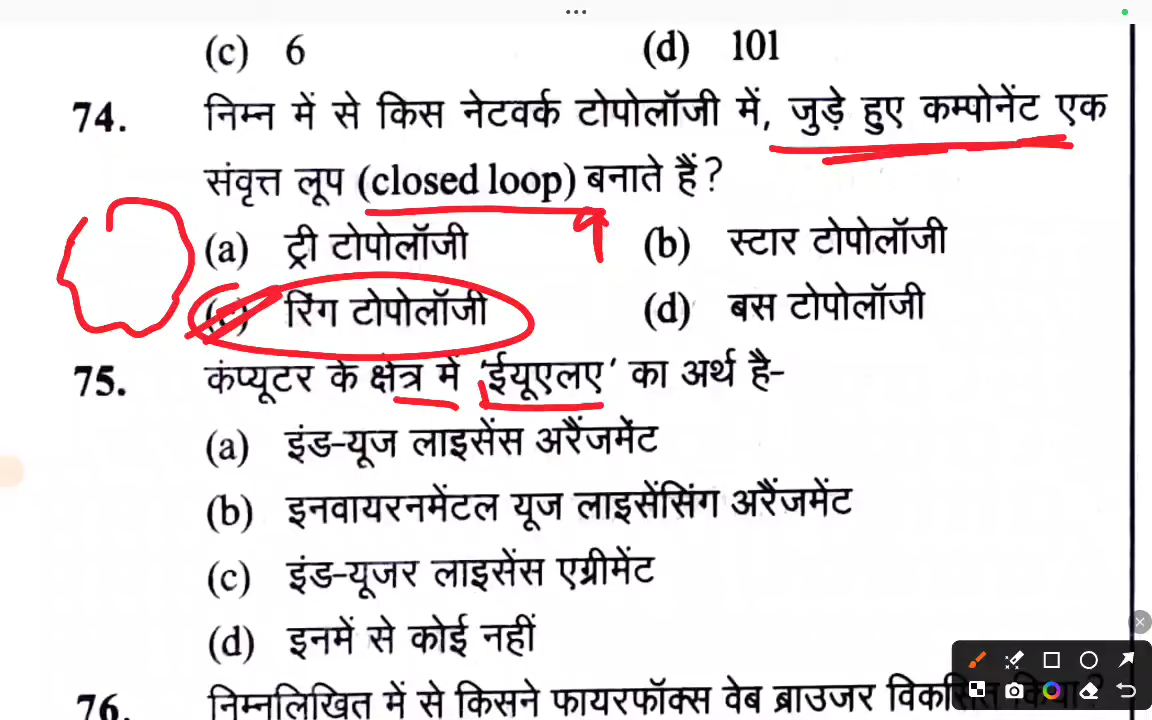 (c) 6 (d) 101
74. निम्न में से किस नेटवर्क टोपोलॉजी में, जुड़े हुए कम्पोनेंट एक
संवृत्त लूप (closed loop) बनाते हैं?
(a) ट्री टोपोलॉजी (b) स्टार टोपोलॉजी
(c) रिंग टोपोलॉजी (d) बस टोपोलॉजी
75. कंप्यूटर के क्षेत्र में 'ईयूएलए' का अर्थ है-
(a) इंड-यूज लाइसेंस अरैंजमेंट
(b) इनवायरनमेंटल यूज लाइसेंसिंग अरैंजमेंट
(c) इंड-यूजर लाइसेंस एग्रीमेंट
(d) इनमें से कोई नहीं
76. निम्नलिखित में से किसने फायरफॉक्स वेब ब्राउजर विकसित किया?